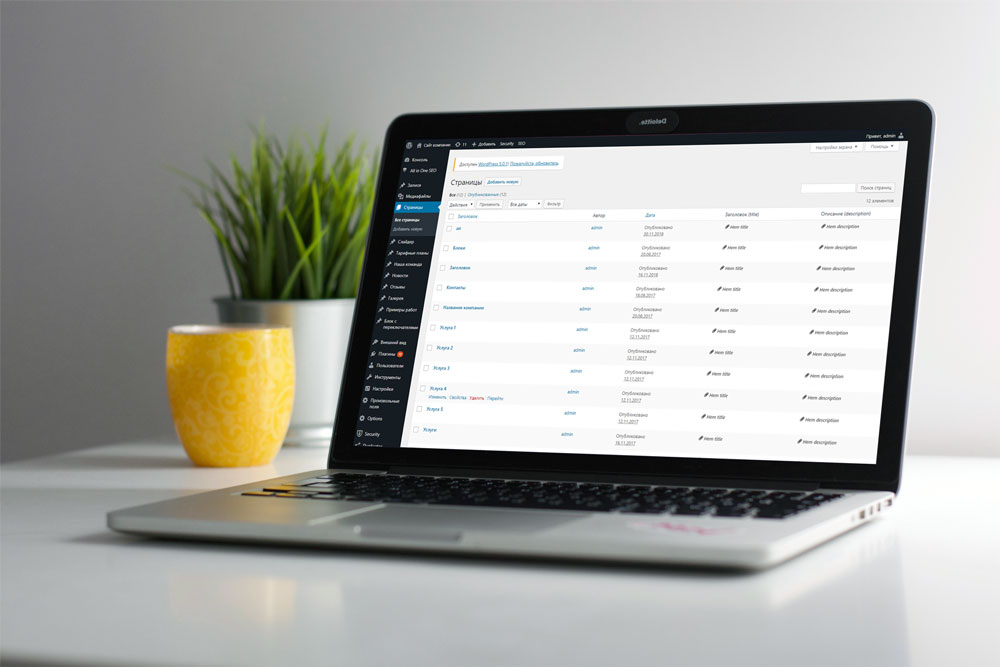 Deloitte.
Сайт компании 11 Добавить Security SEO
Привет, admin
Консоль
All in One SEO
Записи
Медиафайлы
Страницы
Все страницы
Добавить новую
Слайдер
Тарифные планы
Наша команда
Новости
Отзывы
Галерея
Примеры работ
Блок с
переключателями
Внешний вид
Плагины
Пользователи
Инструменты
Настройки
Произвольные
поля
Options
Security
Настройки экрана Помощь
Доступен WordPress 5.0.1! Пожалуйста, обновитесь.
Страницы Добавить новую
Все (12) | Опубликованные (12)
Поиск страниц
Действия Применить Все даты Фильтр
12 элементов
Заголовок Автор Дата Заголовок (title) Описание (description)
ая admin Опубликовано Нет title Нет description
20.11.2018
Блоки admin Опубликовано Нет title Нет description
20.08.2017
Заголовок admin Опубликовано Нет title Нет description
16.11.2018
Контакты admin Опубликовано Нет title Нет description
18.08.2017
Название компании admin Опубликовано Нет title Нет description
20.08.2017
Услуга 1 admin Опубликовано Нет title Нет description
12.11.2017
Услуга 2 admin Опубликовано Нет title Нет description
12.11.2017
Услуга 3 admin Опубликовано Нет title Нет description
12.11.2017
Услуга 4 admin Опубликовано Нет title Нет description
Изменить Свойства Удалить Перейти 12.11.2017
Услуга 5 admin Опубликовано Нет title Нет description
12.11.2017
Услуги admin Опубликовано Нет title Нет description
18.11.2017